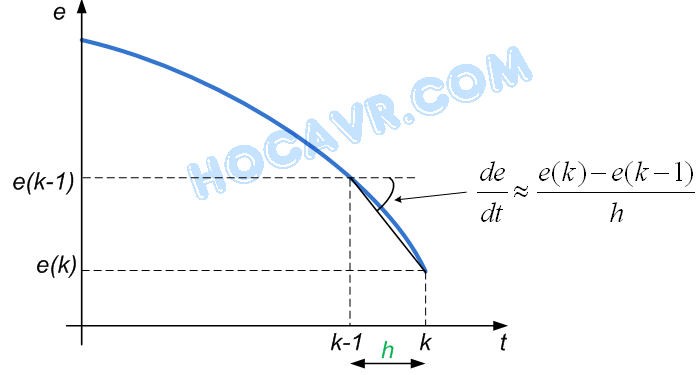 e
HOCAVR.COM
e(k-1)
de/dt ≈ (e(k) − e(k − 1))/h
e(k)
k-1 k t
h